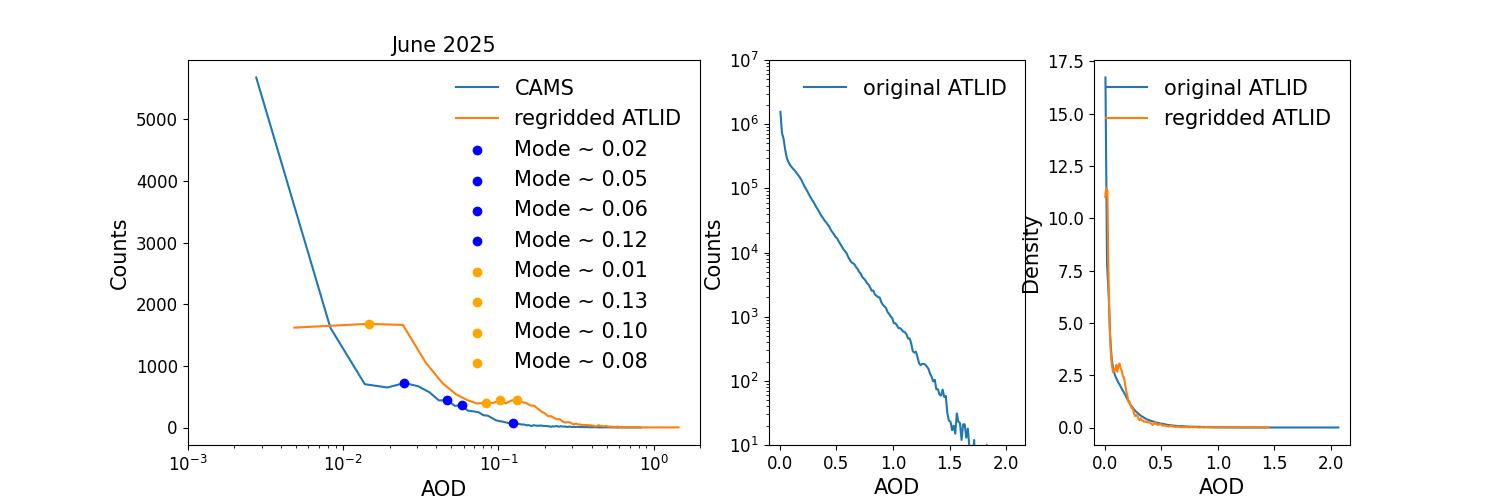 June 2025
CAMS
regridded ATLID
Mode ~ 0.02
Mode ~ 0.05
Mode ~ 0.06
Mode ~ 0.12
Mode ~ 0.01
Mode ~ 0.13
Mode ~ 0.10
Mode ~ 0.08
Counts
5000
4000
3000
2000
1000
0
10⁻³
10⁻²
10⁻¹
10⁰
AOD
original ATLID
Counts
10⁷
10⁶
10⁵
10⁴
10³
10²
10¹
0.0
0.5
1.0
1.5
2.0
AOD
original ATLID
regridded ATLID
Density
17.5
15.0
12.5
10.0
7.5
5.0
2.5
0.0
0.0
0.5
1.0
1.5
2.0
AOD